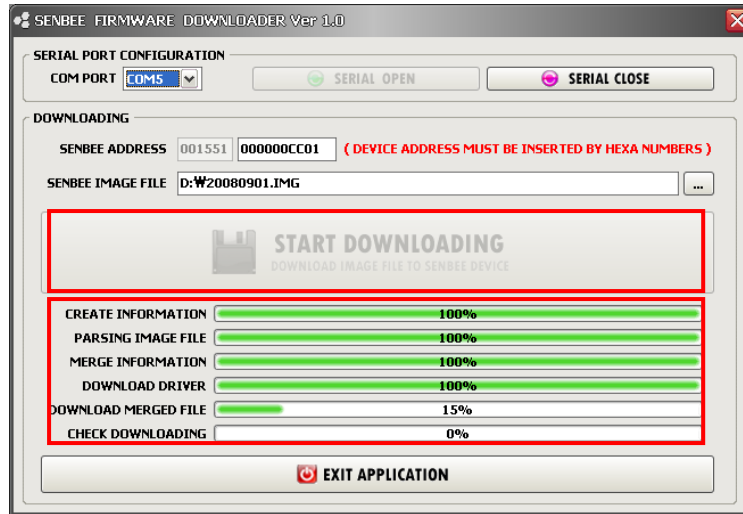 SENBEE FIRMWARE DOWNLOADER Ver 1.0
SERIAL PORT CONFIGURATION
COM PORT COM5 SERIAL OPEN SERIAL CLOSE
DOWNLOADING
SENBEE ADDRESS 001551 000000CC01 ( DEVICE ADDRESS MUST BE INSERTED BY HEXA NUMBERS )
SENBEE IMAGE FILE D:₩20080901.IMG ...
START DOWNLOADING
DOWNLOAD IMAGE FILE TO SENBEE DEVICE
CREATE INFORMATION 100%
PARSING IMAGE FILE 100%
MERGE INFORMATION 100%
DOWNLOAD DRIVER 100%
DOWNLOAD MERGED FILE 15%
CHECK DOWNLOADING 0%
EXIT APPLICATION